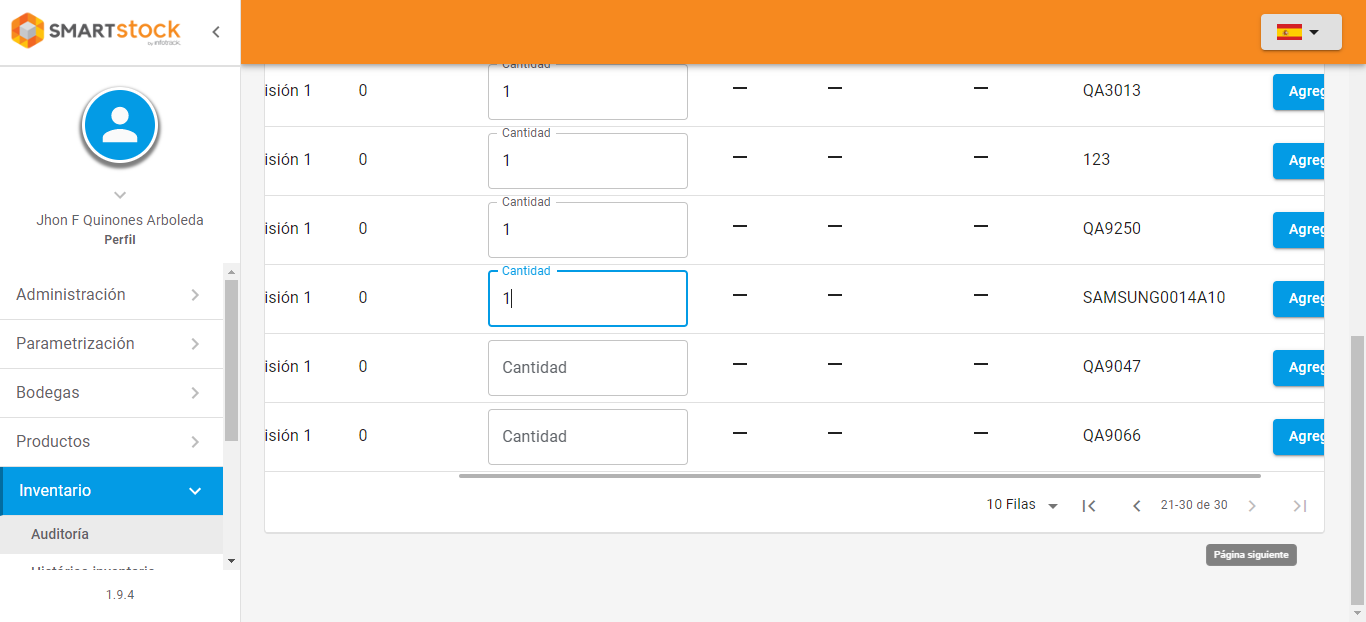 SMARTSTOCK
by infotrack.
Jhon F Quinones Arboleda
Perfil
Administración
Parametrización
Bodegas
Productos
Inventario
Auditoría
Histórico inventario
1.9.4
isión 1 0 Cantidad 1 — — — QA3013 Agreg
isión 1 0 Cantidad 1 — — — 123 Agreg
isión 1 0 Cantidad 1 — — — QA9250 Agreg
isión 1 0 Cantidad 1 — — — SAMSUNG0014A10 Agreg
isión 1 0 Cantidad — — — QA9047 Agreg
isión 1 0 Cantidad — — — QA9066 Agreg
10 Filas 21-30 de 30
Página siguiente